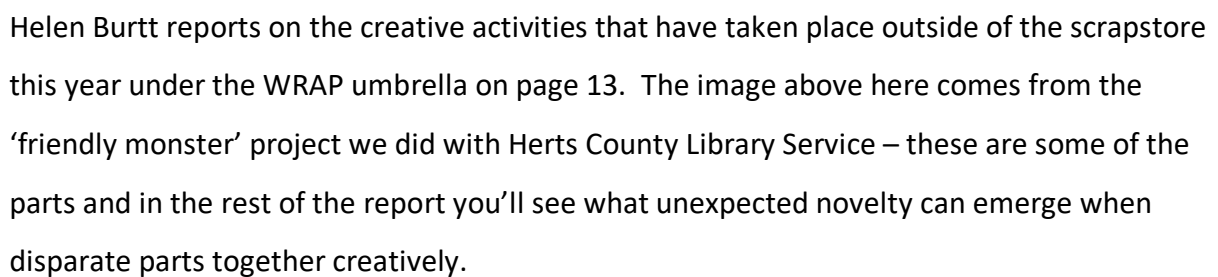 Helen Burtt reports on the creative activities that have taken place outside of the scrapstore
this year under the WRAP umbrella on page 13.  The image above here comes from the
‘friendly monster’ project we did with Herts County Library Service – these are some of the
parts and in the rest of the report you’ll see what unexpected novelty can emerge when
disparate parts together creatively.